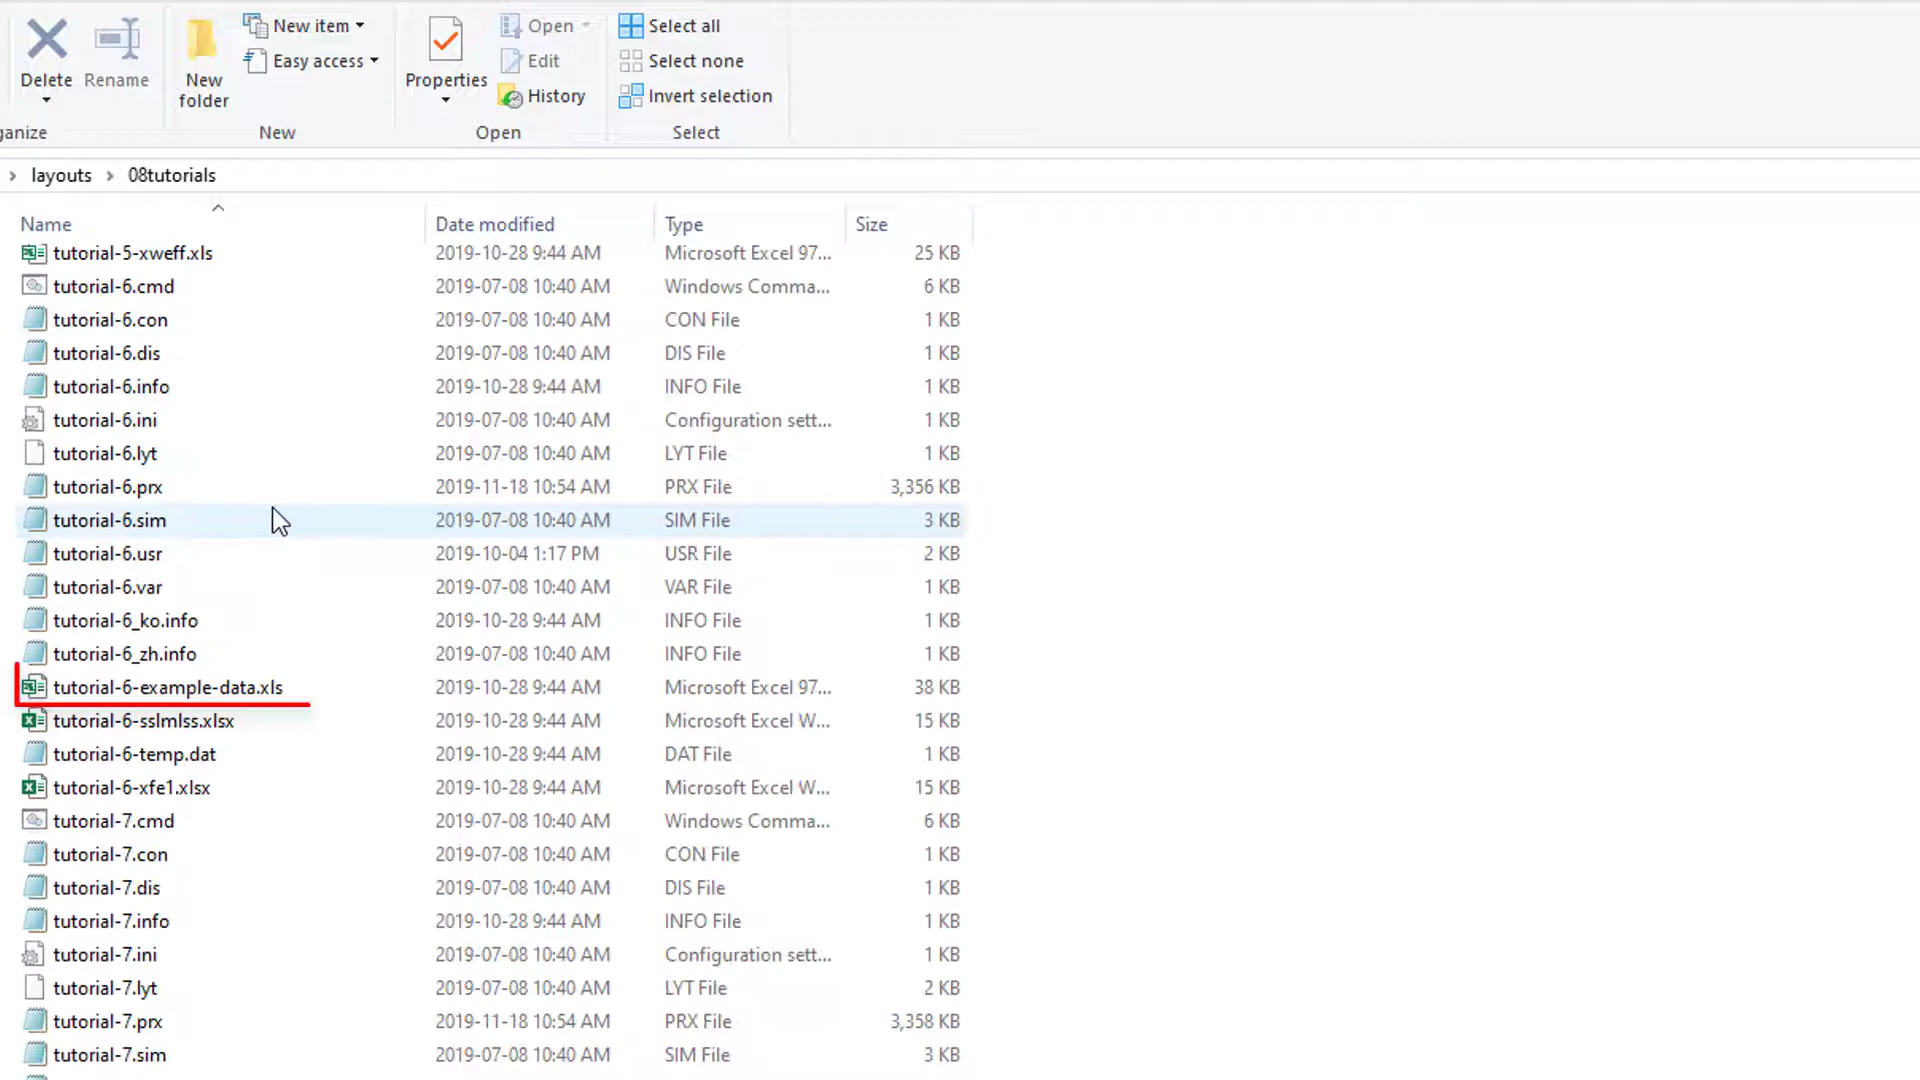 Delete
Rename
New folder
New item
Easy access
Properties
Open
Edit
History
Select all
Select none
Invert selection
ganize
New
Open
Select
layouts
08tutorials
Name Date modified Type Size
tutorial-5-xweff.xls 2019-10-28 9:44 AM Microsoft Excel 97... 25 KB
tutorial-6.cmd 2019-07-08 10:40 AM Windows Comma... 6 KB
tutorial-6.con 2019-07-08 10:40 AM CON File 1 KB
tutorial-6.dis 2019-07-08 10:40 AM DIS File 1 KB
tutorial-6.info 2019-10-28 9:44 AM INFO File 1 KB
tutorial-6.ini 2019-07-08 10:40 AM Configuration sett... 1 KB
tutorial-6.lyt 2019-07-08 10:40 AM LYT File 1 KB
tutorial-6.prx 2019-11-18 10:54 AM PRX File 3,356 KB
tutorial-6.sim 2019-07-08 10:40 AM SIM File 3 KB
tutorial-6.usr 2019-10-04 1:17 PM USR File 2 KB
tutorial-6.var 2019-07-08 10:40 AM VAR File 1 KB
tutorial-6_ko.info 2019-10-28 9:44 AM INFO File 1 KB
tutorial-6_zh.info 2019-10-28 9:44 AM INFO File 1 KB
tutorial-6-example-data.xls 2019-10-28 9:44 AM Microsoft Excel 97... 38 KB
tutorial-6-sslmlss.xlsx 2019-10-28 9:44 AM Microsoft Excel W... 15 KB
tutorial-6-temp.dat 2019-10-28 9:44 AM DAT File 1 KB
tutorial-6-xfe1.xlsx 2019-10-28 9:44 AM Microsoft Excel W... 15 KB
tutorial-7.cmd 2019-07-08 10:40 AM Windows Comma... 6 KB
tutorial-7.con 2019-07-08 10:40 AM CON File 1 KB
tutorial-7.dis 2019-07-08 10:40 AM DIS File 1 KB
tutorial-7.info 2019-10-28 9:44 AM INFO File 1 KB
tutorial-7.ini 2019-07-08 10:40 AM Configuration sett... 1 KB
tutorial-7.lyt 2019-07-08 10:40 AM LYT File 2 KB
tutorial-7.prx 2019-11-18 10:54 AM PRX File 3,358 KB
tutorial-7.sim 2019-07-08 10:40 AM SIM File 3 KB